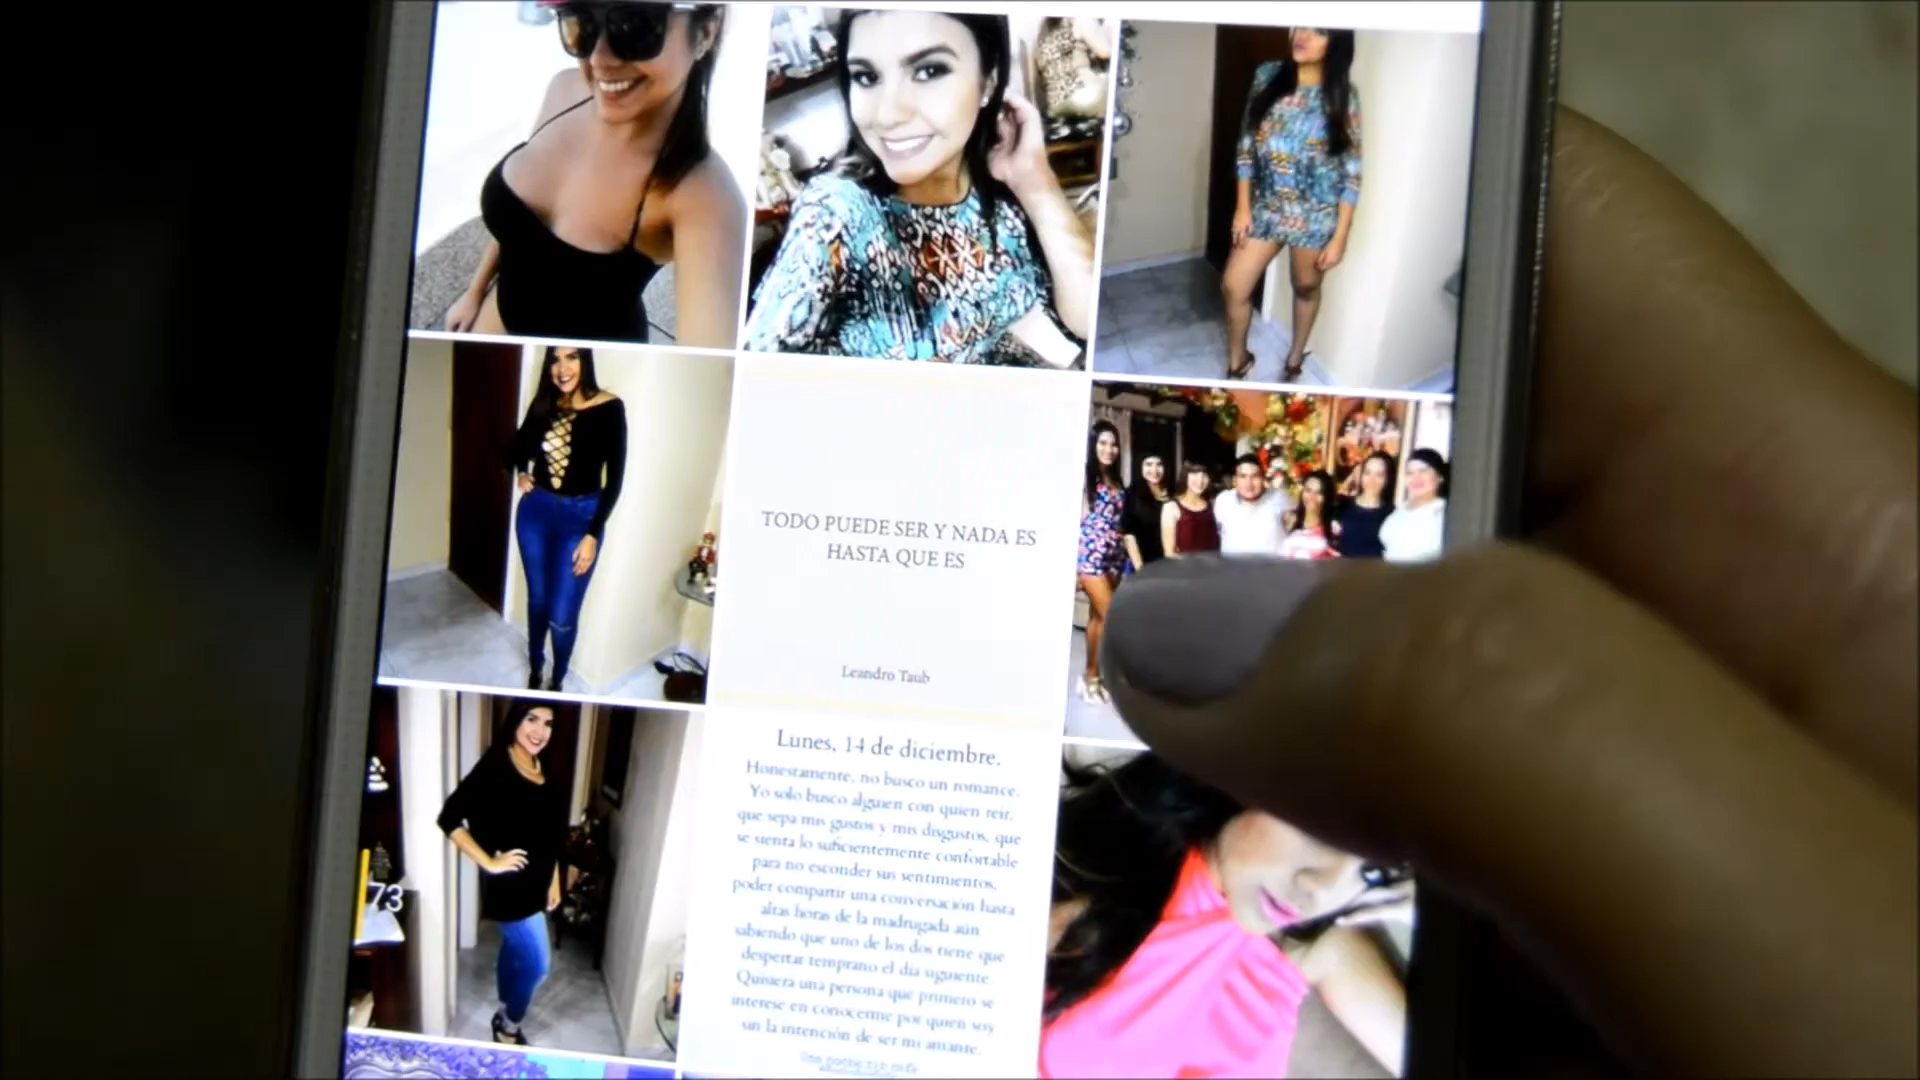 TODO PUEDE SER Y NADA ES
HASTA QUE ES
Leandro Taub
Lunes, 14 de diciembre.
Honestamente, no busco un romance.
Yo solo busco alguien con quien reír,
que sepa mis gustos y mis disgustos, que
se sienta lo suficientemente confortable
para no esconder sus sentimientos,
poder compartir una conversación hasta
altas horas de la madrugada aún
sabiendo que uno de los dos tiene que
despertar temprano el día siguiente.
Quisiera una persona que primero se
interese en conocerme por quien soy
sin la intención de ser mi amante.
Una noche sin café
73